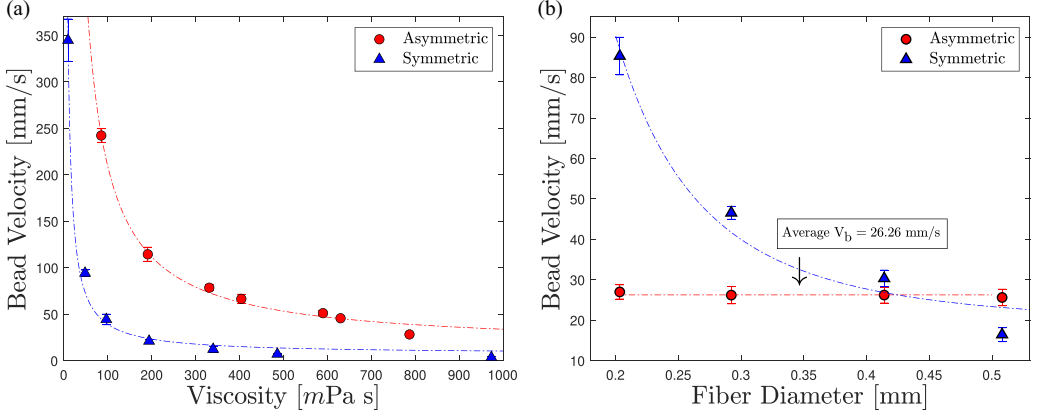 (a)
Bead Velocity [mm/s]
350
300
250
200
150
100
50
0
0 100 200 300 400 500 600 700 800 900 1000
Viscosity [mPa s]
Asymmetric
Symmetric
(b)
Bead Velocity [mm/s]
90
80
70
60
50
40
30
20
10
0.2 0.25 0.3 0.35 0.4 0.45 0.5
Fiber Diameter [mm]
Asymmetric
Symmetric
Average V_b = 26.26 mm/s